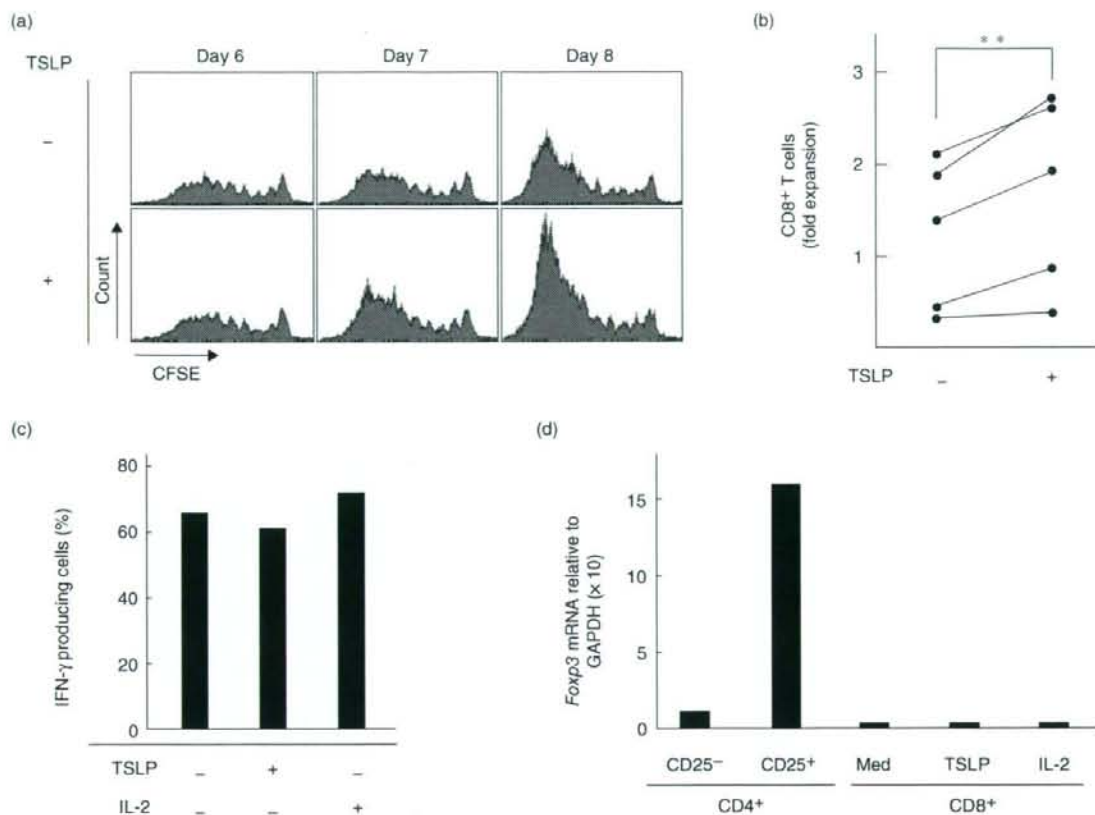 (a)
TSLP
Day 6
Day 7
Day 8
–
+
Count
CFSE
(b)
**
3
2
1
CD8+ T cells
(fold expansion)
TSLP
–
+
(c)
80
60
40
20
0
IFN-γ producing cells (%)
TSLP – + –
IL-2 – – +
(d)
15
10
5
0
Foxp3 mRNA relative to
GAPDH (× 10)
CD25– CD25+ Med TSLP IL-2
CD4+ CD8+